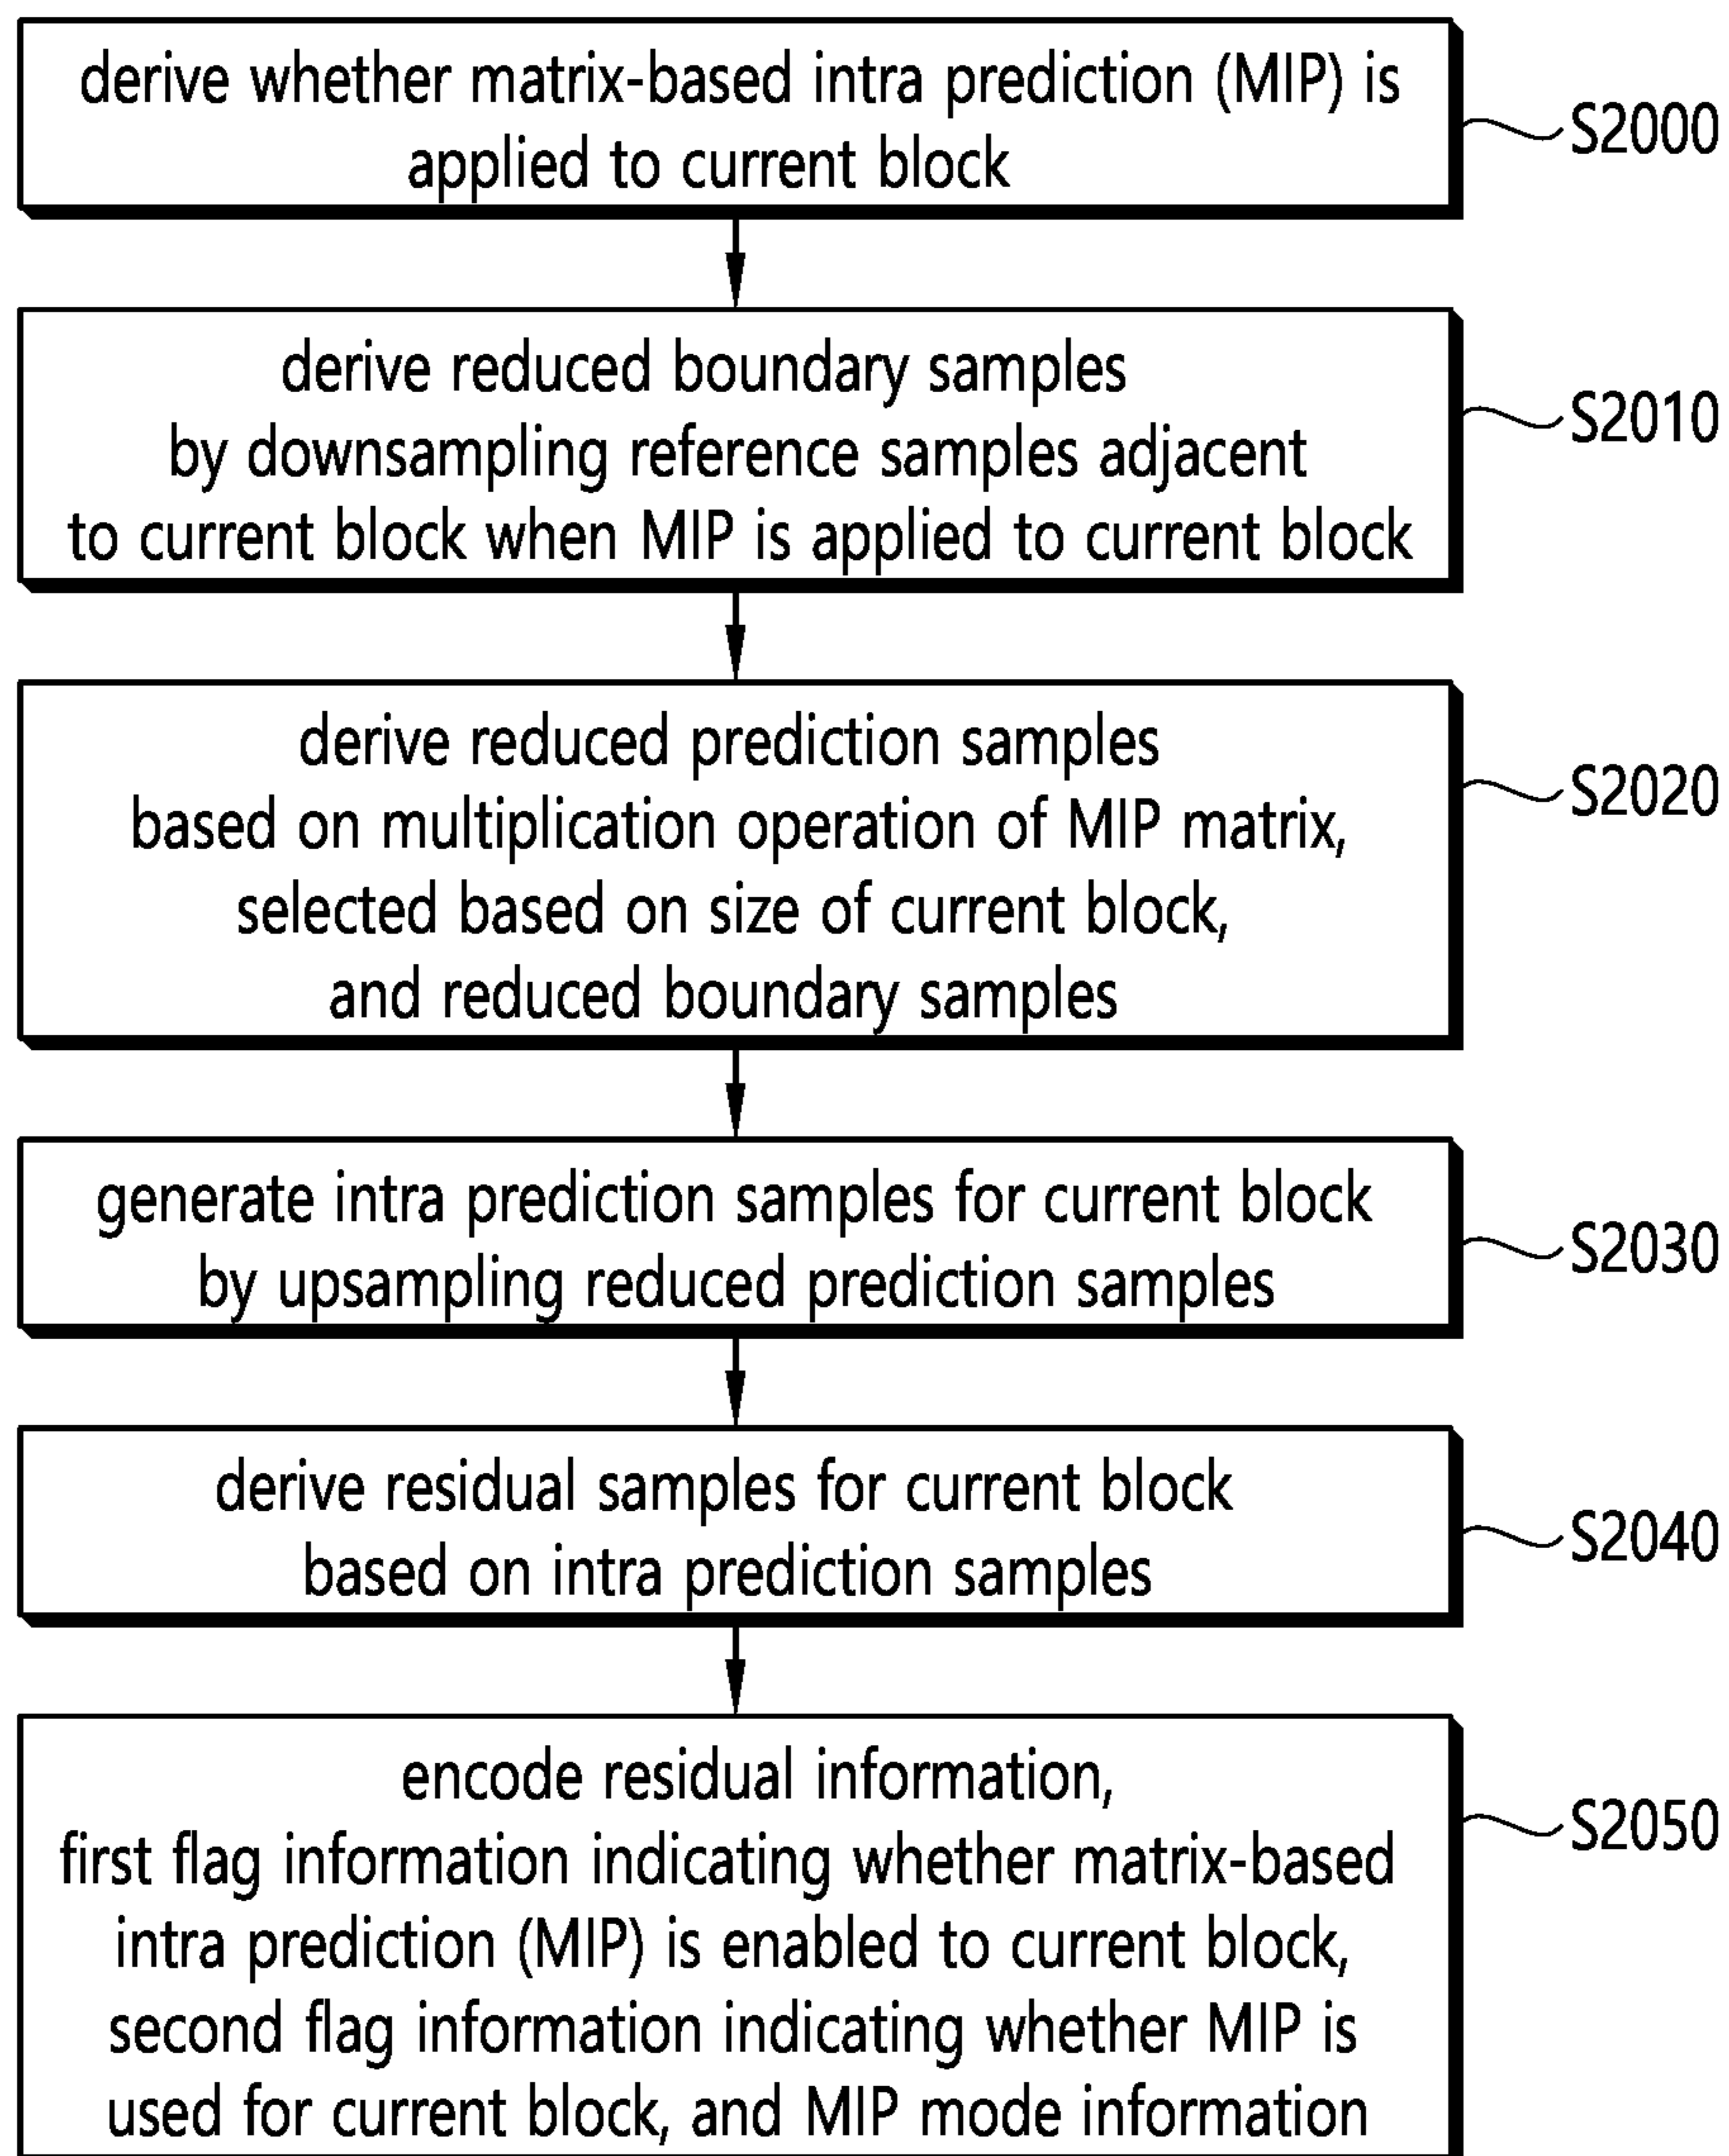 derive whether matrix-based intra prediction (MIP) is
applied to current block
S2000
derive reduced boundary samples
by downsampling reference samples adjacent
to current block when MIP is applied to current block
S2010
derive reduced prediction samples
based on multiplication operation of MIP matrix,
selected based on size of current block,
and reduced boundary samples
S2020
generate intra prediction samples for current block
by upsampling reduced prediction samples
S2030
derive residual samples for current block
based on intra prediction samples
S2040
encode residual information,
first flag information indicating whether matrix-based
intra prediction (MIP) is enabled to current block,
second flag information indicating whether MIP is
used for current block, and MIP mode information
S2050